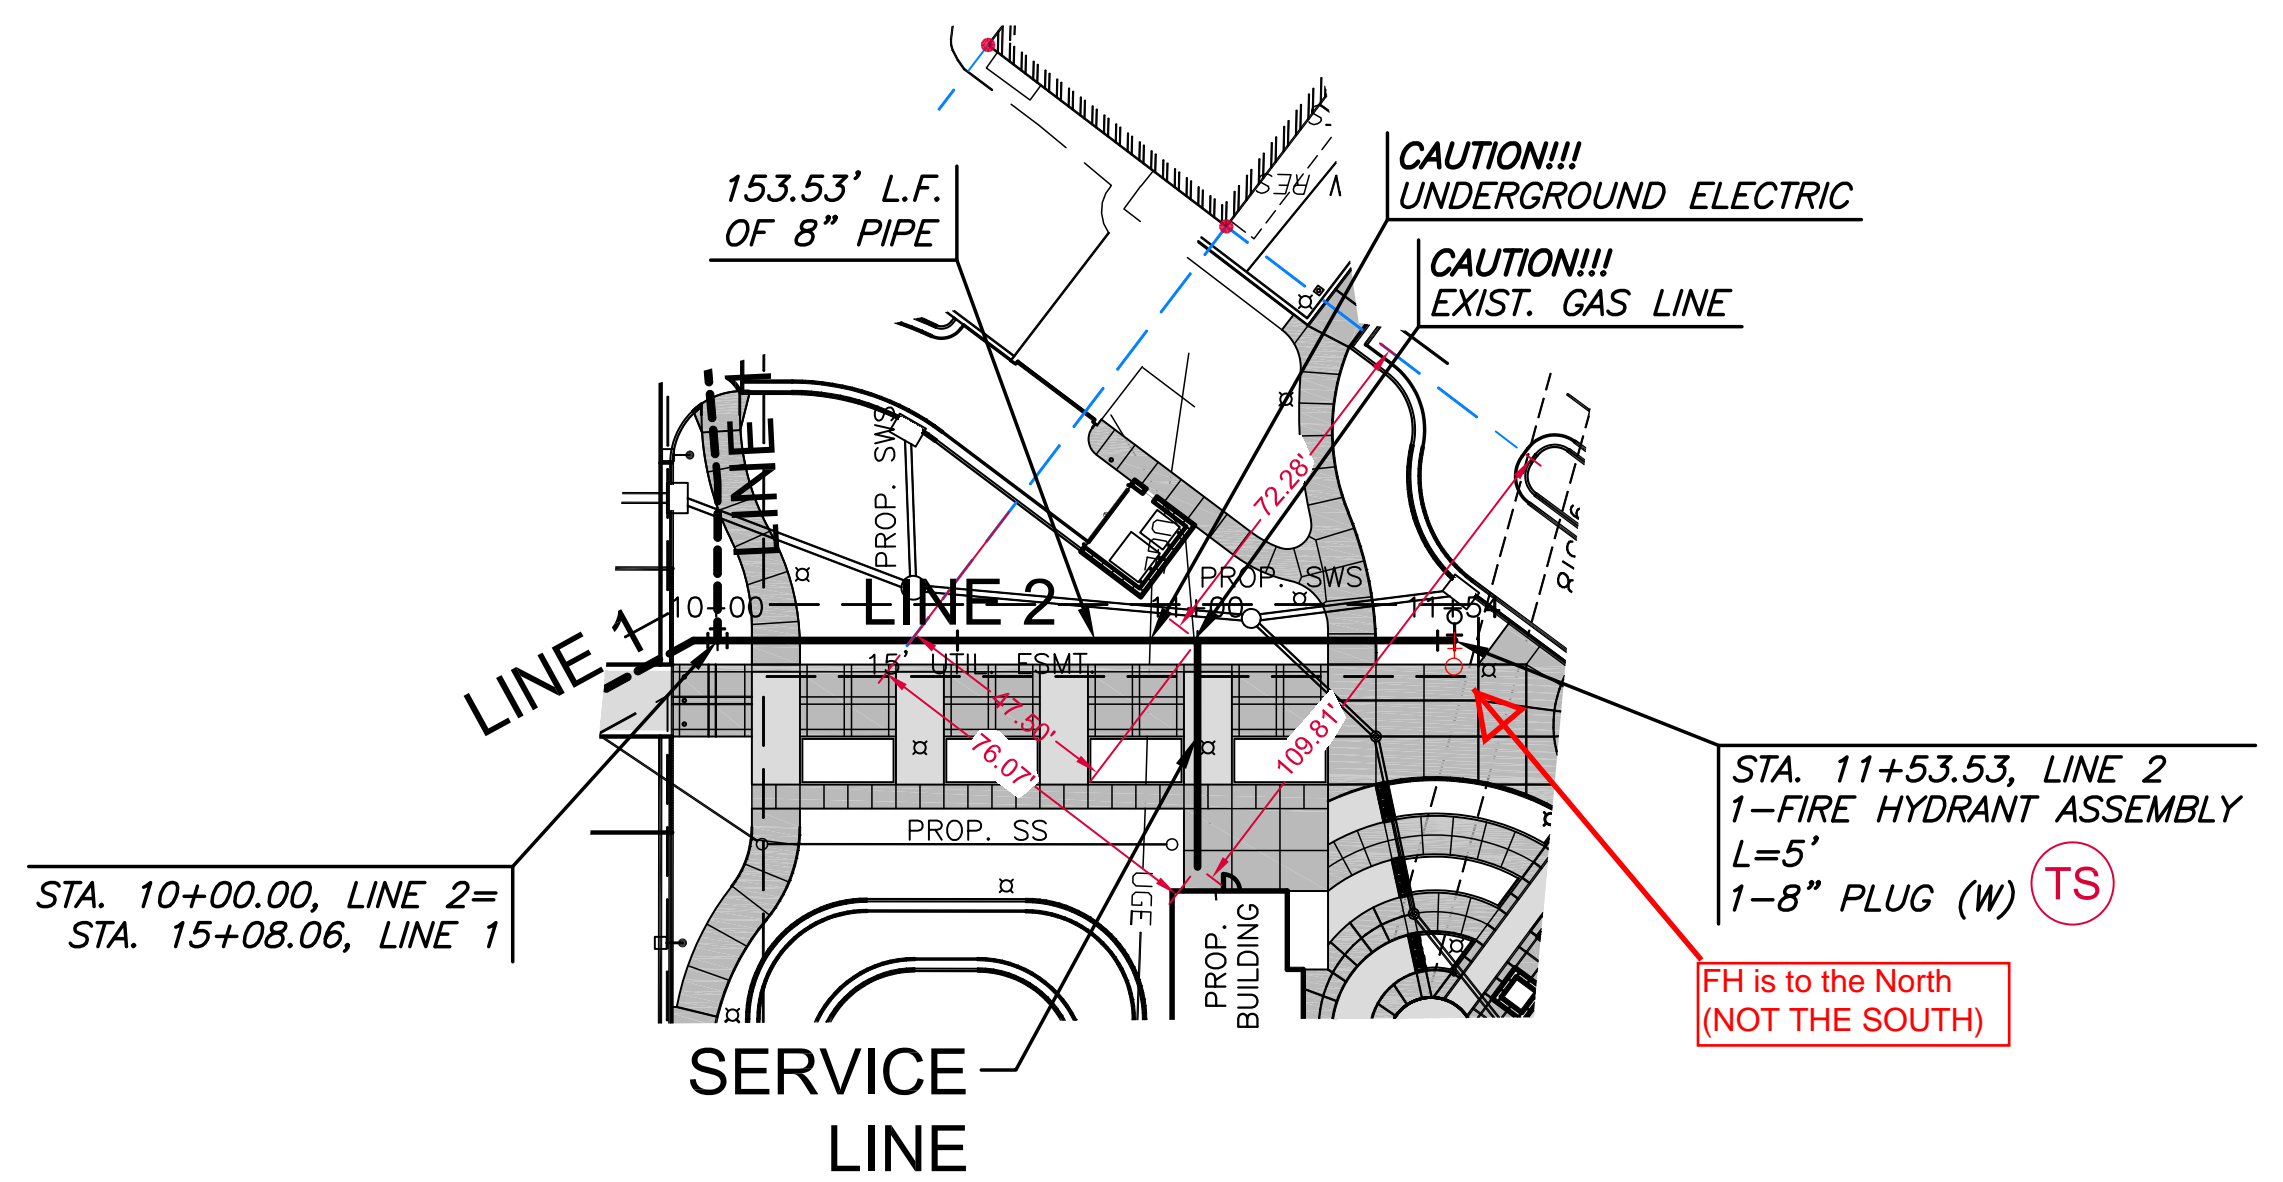 153.53’ L.F.
OF 8” PIPE
CAUTION!!!
UNDERGROUND ELECTRIC
CAUTION!!!
EXIST. GAS LINE
RES
LINE 1
PROP. SWS
72.28'
PROP. SWS
10+00
LINE 2
11+00
11+54
LINE 1
15’ UTIL. ESMT.
47.50'
76.07'
109.81'
PROP. SS
UGE
PROP.
BUILDING
STA. 11+53.53, LINE 2
1–FIRE HYDRANT ASSEMBLY
L=5’
1–8” PLUG (W)
TS
STA. 10+00.00, LINE 2=
STA. 15+08.06, LINE 1
FH is to the North
(NOT THE SOUTH)
SERVICE
LINE